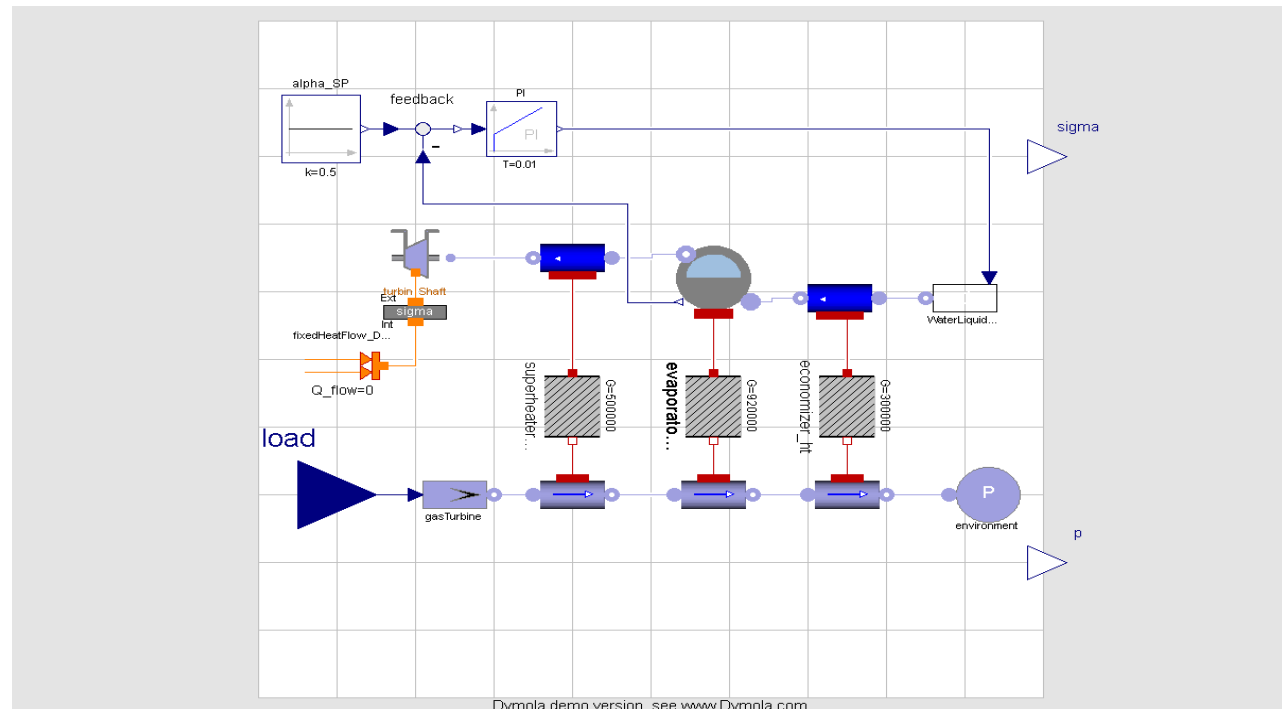 alpha_SP
feedback
PI
PI
sigma
-
k=0.5
T=0.01
turbin_Shaft
Ext
sigma
Int
WaterLiquid...
fixedHeatFlow_D...
Q_flow=0
superheater...
G=500000
evaporato...
G=920000
economizer_ht
G=300000
load
P
gasTurbine
environment
p
Dymola demo version, see www.Dymola.com